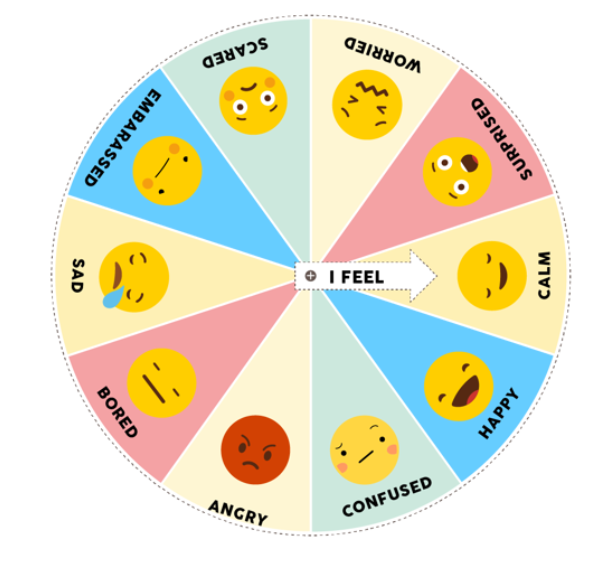 SCARED
WORRIED
SURPRISED
CALM
HAPPY
CONFUSED
ANGRY
BORED
SAD
EMBARASSED
I FEEL